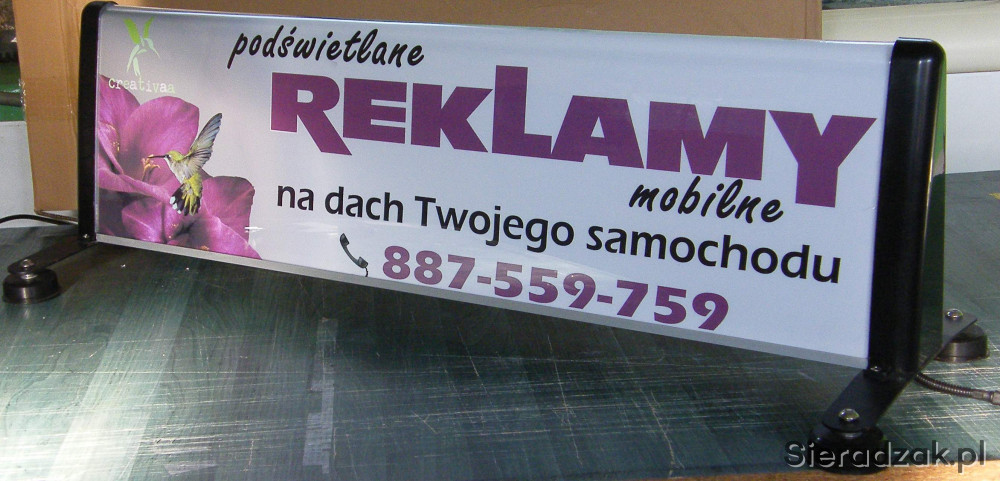 creativaa
podświetlane
REKLAMY
mobilne
na dach Twojego samochodu
887-559-759
Sieradzak.pl